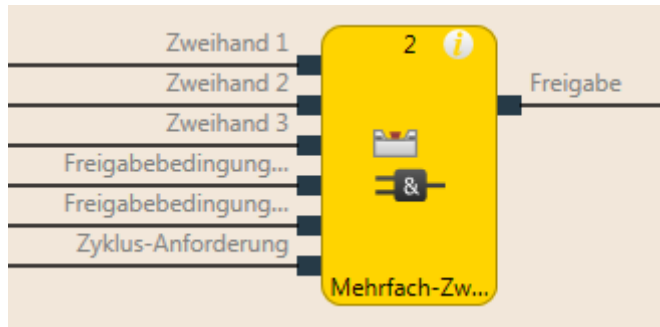 Zweihand 1
Zweihand 2
Zweihand 3
Freigabebedingung...
Freigabebedingung...
Zyklus-Anforderung
2 i
&
Mehrfach-Zw...
Freigabe